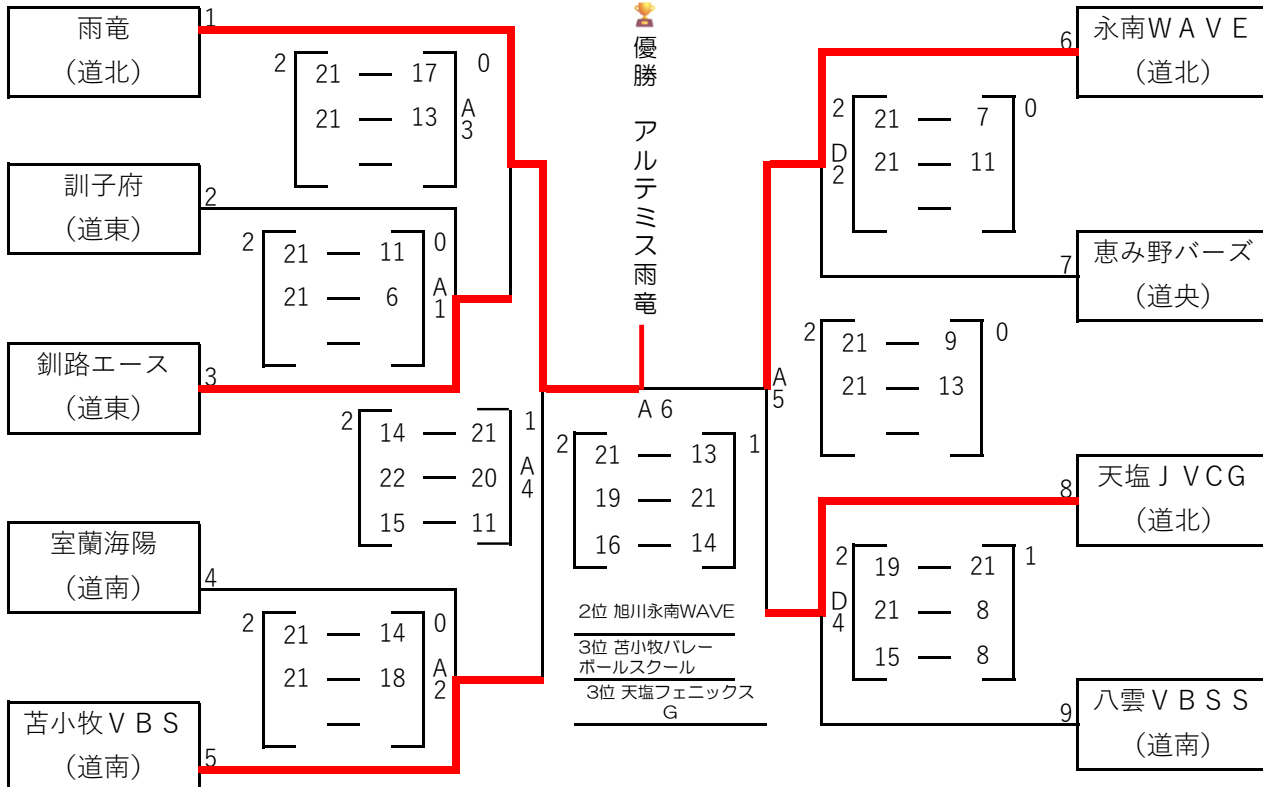 雨竜
(道北)
1
2
21 — 17
0
21 — 13
—
A3
訓子府
(道東)
2
2
21 — 11
0
21 — 6
—
A1
釧路エース
(道東)
3
2
14 — 21
1
22 — 20
15 — 11
A4
室蘭海陽
(道南)
4
2
21 — 14
0
21 — 18
—
A2
苫小牧ＶＢＳ
(道南)
5
優勝　アルテミス雨竜
A6
2
21 — 13
1
19 — 21
16 — 14
2位 旭川永南WAVE
3位 苫小牧バレー
ボールスクール
3位 天塩フェニックス
G
永南ＷＡＶＥ
(道北)
6
2
21 — 7
0
21 — 11
—
D2
恵み野バーズ
(道央)
7
2
21 — 9
0
21 — 13
—
A5
天塩ＪＶCG
(道北)
8
2
19 — 21
1
21 — 8
15 — 8
D4
八雲ＶＢＳＳ
(道南)
9